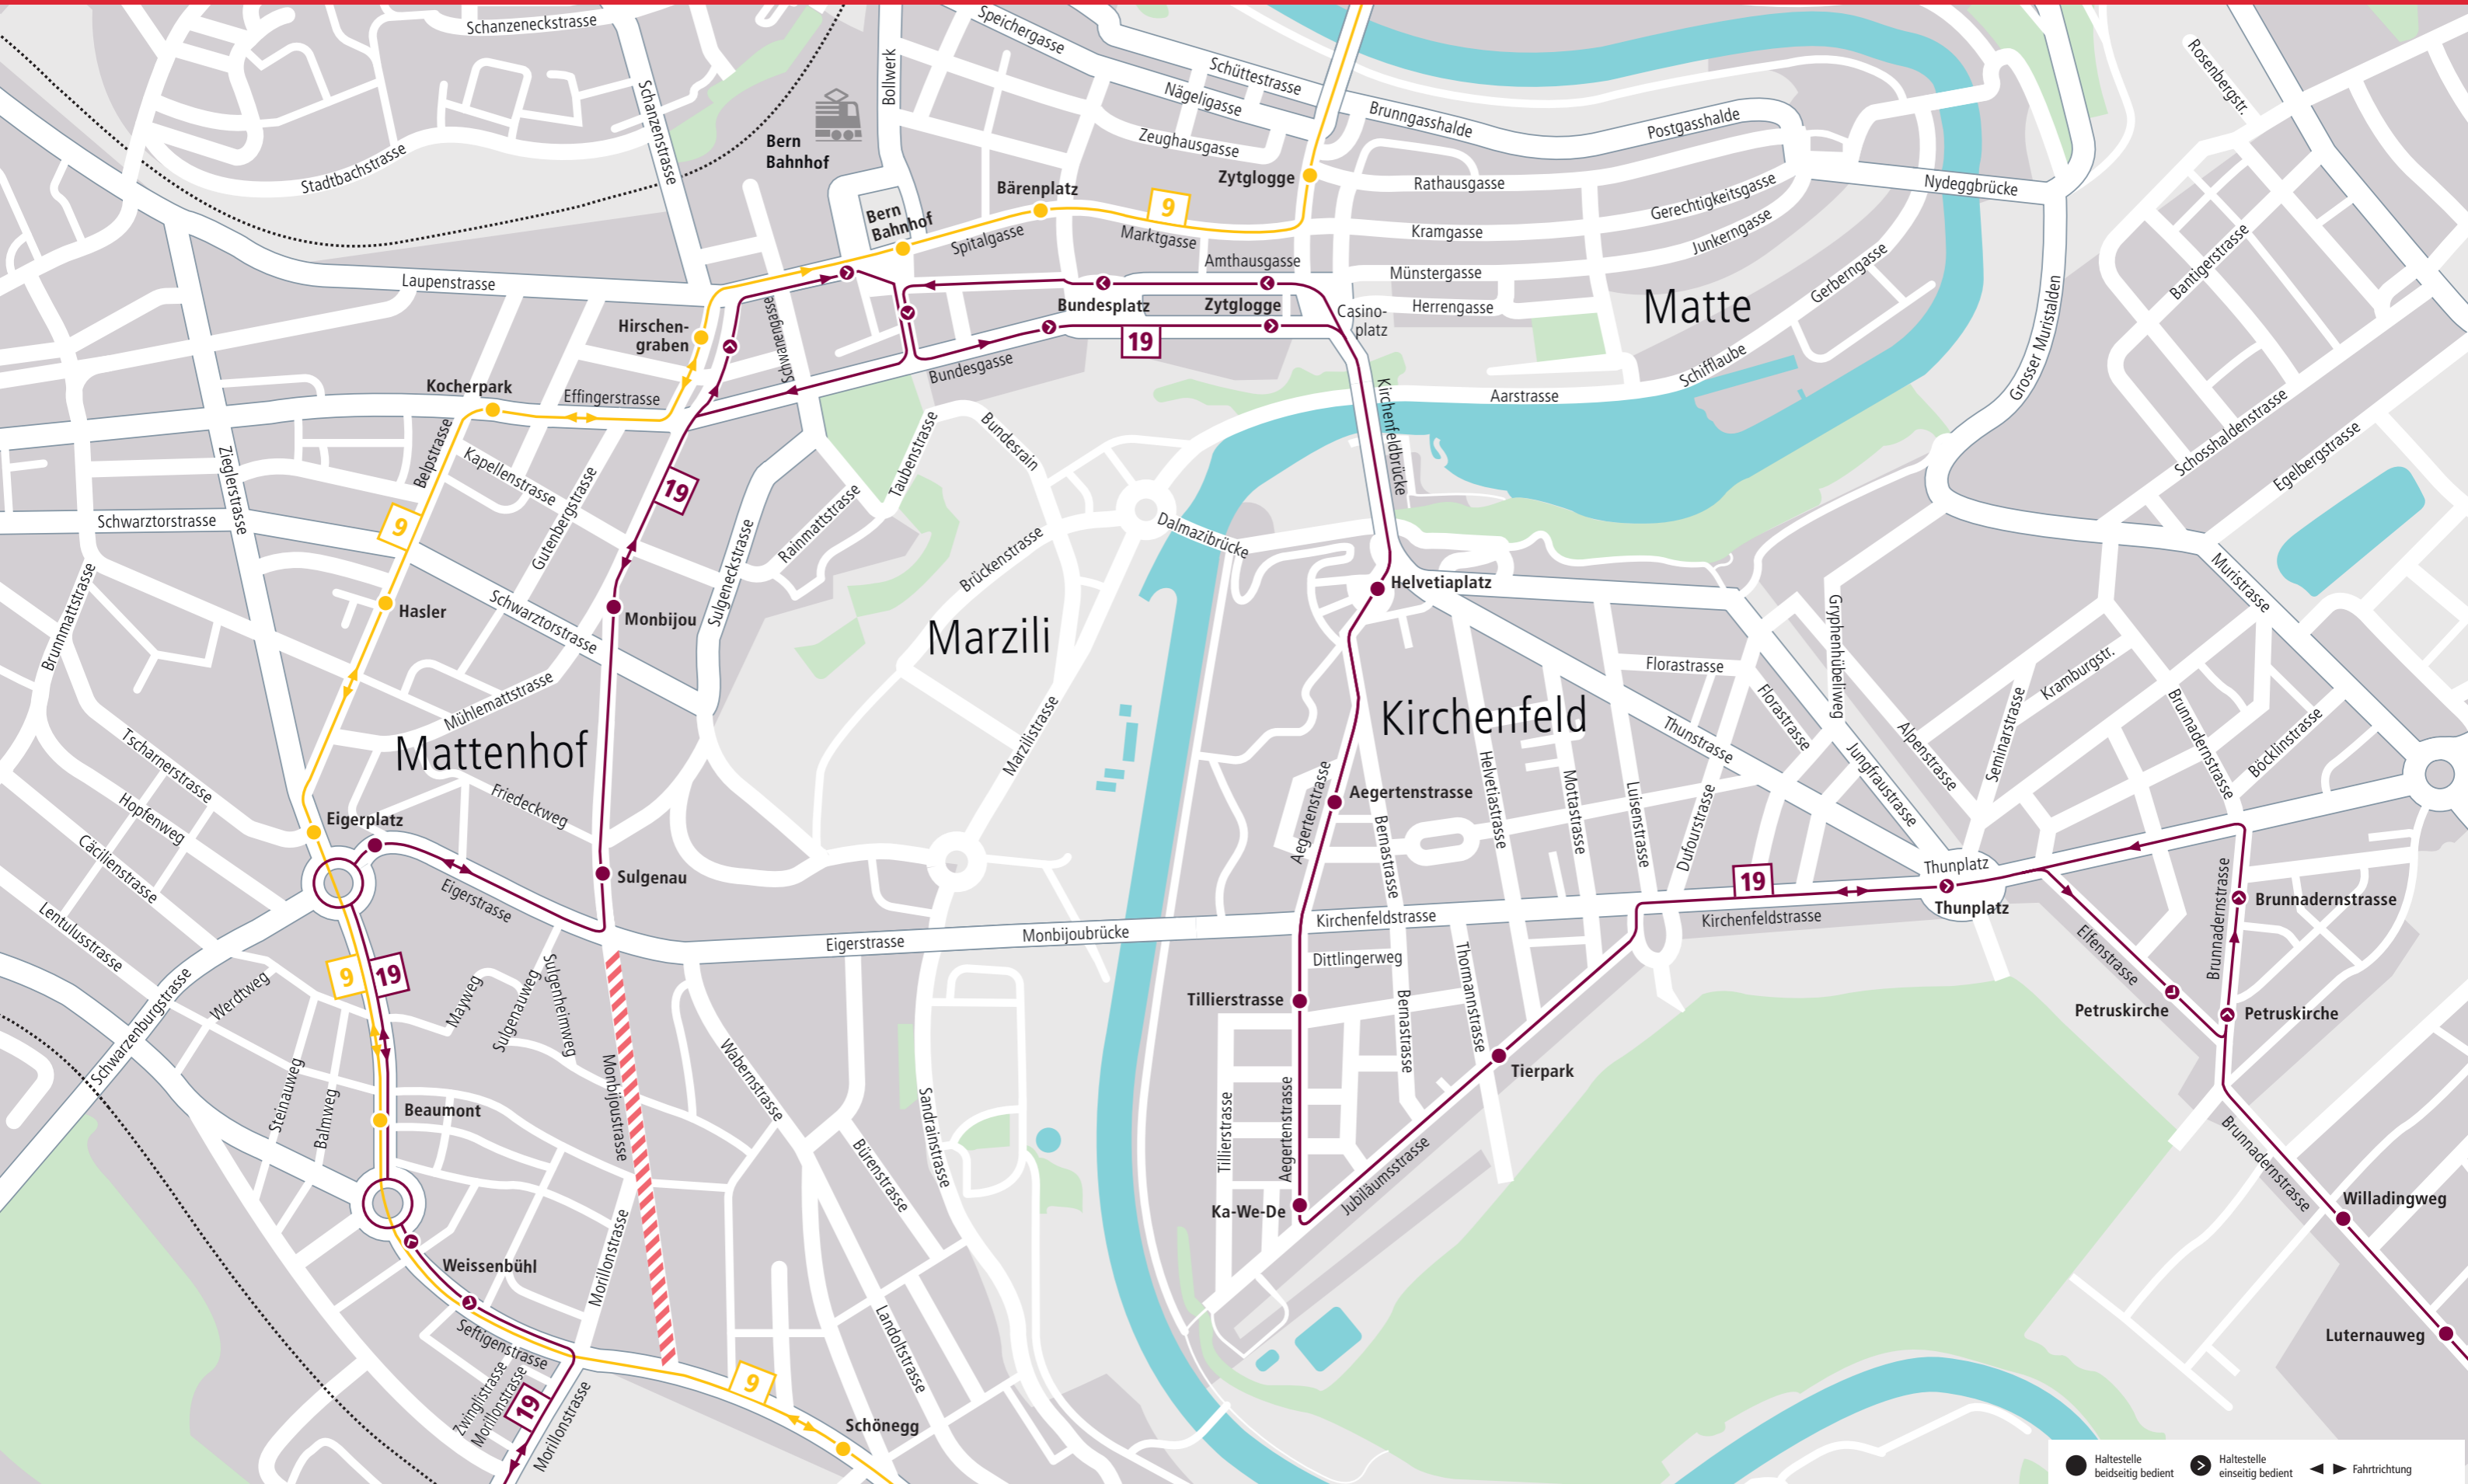 Schanzeneckstrasse
Speichergasse
Rosenbergstr.
Bollwerk
Schüttestrasse
Schanzenstrasse
Nägeligasse
Brunngasshalde
Postgasshalde
Bern
Bahnhof
Zeughausgasse
Stadtbachstrasse
Zytglogge
Bärenplatz
Rathausgasse
Nydeggbrücke
9
Gerechtigkeitsgasse
Bern
Bahnhof
Spitalgasse
Marktgasse
Kramgasse
Junkerngasse
Bantigerstrasse
Laupenstrasse
Amthausgasse
Münstergasse
Gerberngasse
Bundesplatz
Zytglogge
Herrengasse
Matte
Casino-
platz
Hirschen-
graben
Schwanengasse
19
Grosser Muristalden
Bundesgasse
Schifflaube
Kocherpark
Effingerstrasse
Kirchenfeldbrücke
Aarstrasse
Schosshaldenstrasse
Egelbergstrasse
Belpstrasse
Zieglerstrasse
Kapellenstrasse
Taubenstrasse
Bundesrain
19
Gutenbergstrasse
Schwarztorstrasse
9
Rainmattstrasse
Sulgeneckstrasse
Dalmazibrücke
Brückenstrasse
Helvetiaplatz
Muristrasse
Brunmattstrasse
Hasler
Schwarztorstrasse
Monbijou
Marzili
Gryphenhübeliweg
Florastrasse
Kramburgstr.
Mühlemattstrasse
Kirchenfeld
Florastrasse
Seminarstrasse
Brunnadernstrasse
Mattenhof
Marzilistrasse
Thunstrasse
Alpenstrasse
Böcklinstrasse
Tscharnerstrasse
Helvetiastrasse
Mottastrasse
Jungfraustrasse
Hopfenweg
Friedeckweg
Aegertenstrasse
Aegertenstrasse
Luisenstrasse
Dufourstrasse
Eigerplatz
Bernastrasse
Cäcilienstrasse
Sulgenau
Thunplatz
19
Eigerstrasse
Thunplatz
Brunnadernstrasse
Brunnadernstrasse
Lentulusstrasse
Kirchenfeldstrasse
Kirchenfeldstrasse
Eigerstrasse
Monbijoubrücke
Elfenstrasse
9
19
Dittlingerweg
Thormannstrasse
Werdtweg
Mayweg
Sulgenauweg
Sulgenheimweg
Tillierstrasse
Bernastrasse
Petruskirche
Petruskirche
Schwarzenburgstrasse
Steinauweg
Balmweg
Monbijoustrasse
Wabernstrasse
Tierpark
Beaumont
Sandrainstrasse
Tillierstrasse
Aegertenstrasse
Jubiläumsstrasse
Brunnadernstrasse
Bürenstrasse
Ka-We-De
Willadingweg
Weissenbühl
Morillonstrasse
Seftigenstrasse
Landoltstrasse
Luternauweg
Zwinglistrasse
Morillonstrasse
19
Morillonstrasse
9
Schönegg
Haltestelle
beidseitig bedient
Haltestelle
einseitig bedient
Fahrtrichtung